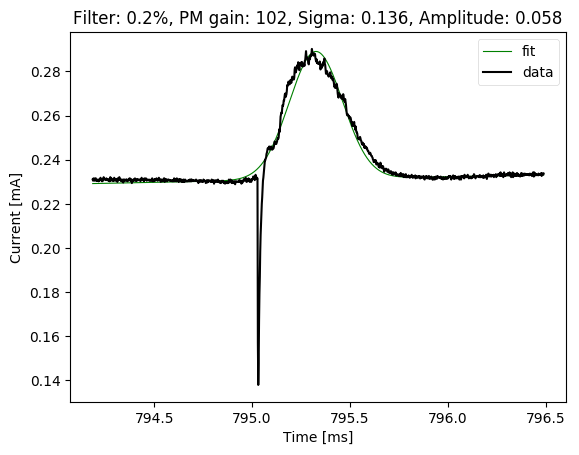 Filter: 0.2%, PM gain: 102, Sigma: 0.136, Amplitude: 0.058
fit
data
Current [mA]
0.28
0.26
0.24
0.22
0.20
0.18
0.16
0.14
794.5 795.0 795.5 796.0 796.5
Time [ms]